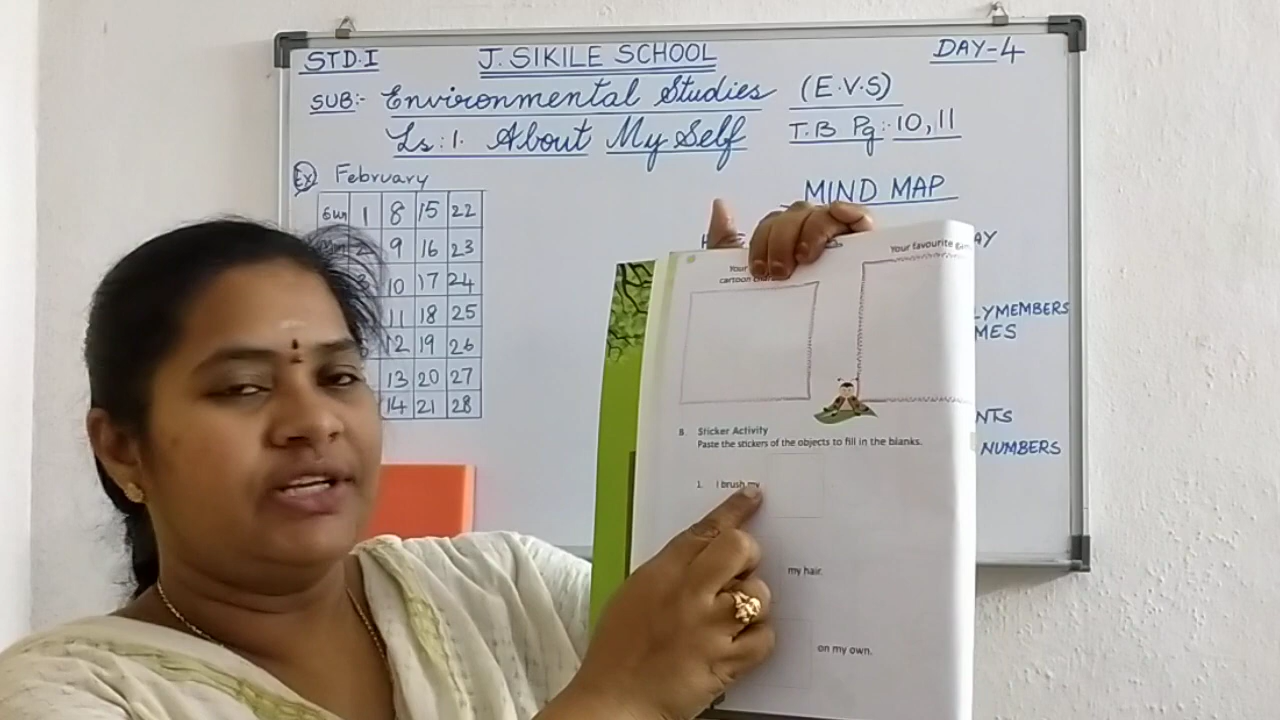 STD.I
J. SIKILE SCHOOL
DAY-4
SUB:- Environmental Studies (E.V.S)
Ls:1. About My Self
T.B Pg:-10,11
Ex) February
MIND MAP
Sun 1 8 15 22
9 16 23
10 17 24
11 18 25
12 19 26
13 20 27
14 21 28
AY
LYMEMBERS
MES
NTS
NUMBERS
Your
cartoon
Your favourite
B. Sticker Activity
Paste the stickers of the objects to fill in the blanks.
1. I brush my
my hair.
on my own.